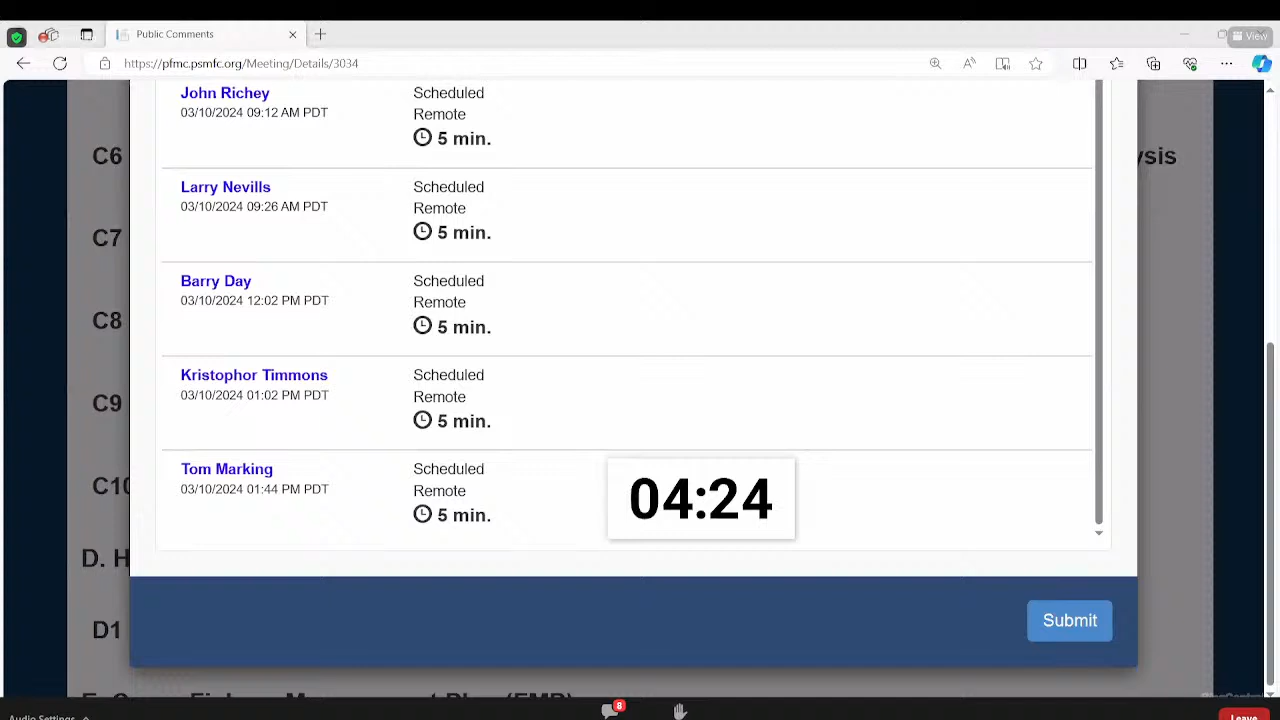 View
Public Comments
https://pfmc.psmfc.org/Meeting/Details/3034
John Richey
Scheduled
03/10/2024 09:12 AM PDT
Remote
5 min.
C6
ysis
Larry Nevills
Scheduled
03/10/2024 09:26 AM PDT
Remote
5 min.
C7
Barry Day
Scheduled
03/10/2024 12:02 PM PDT
Remote
5 min.
C8
Kristophor Timmons
Scheduled
03/10/2024 01:02 PM PDT
Remote
5 min.
C9
Tom Marking
Scheduled
03/10/2024 01:44 PM PDT
Remote
5 min.
04:24
C10
D. H
Submit
D1
8
Audio Settings
Leave